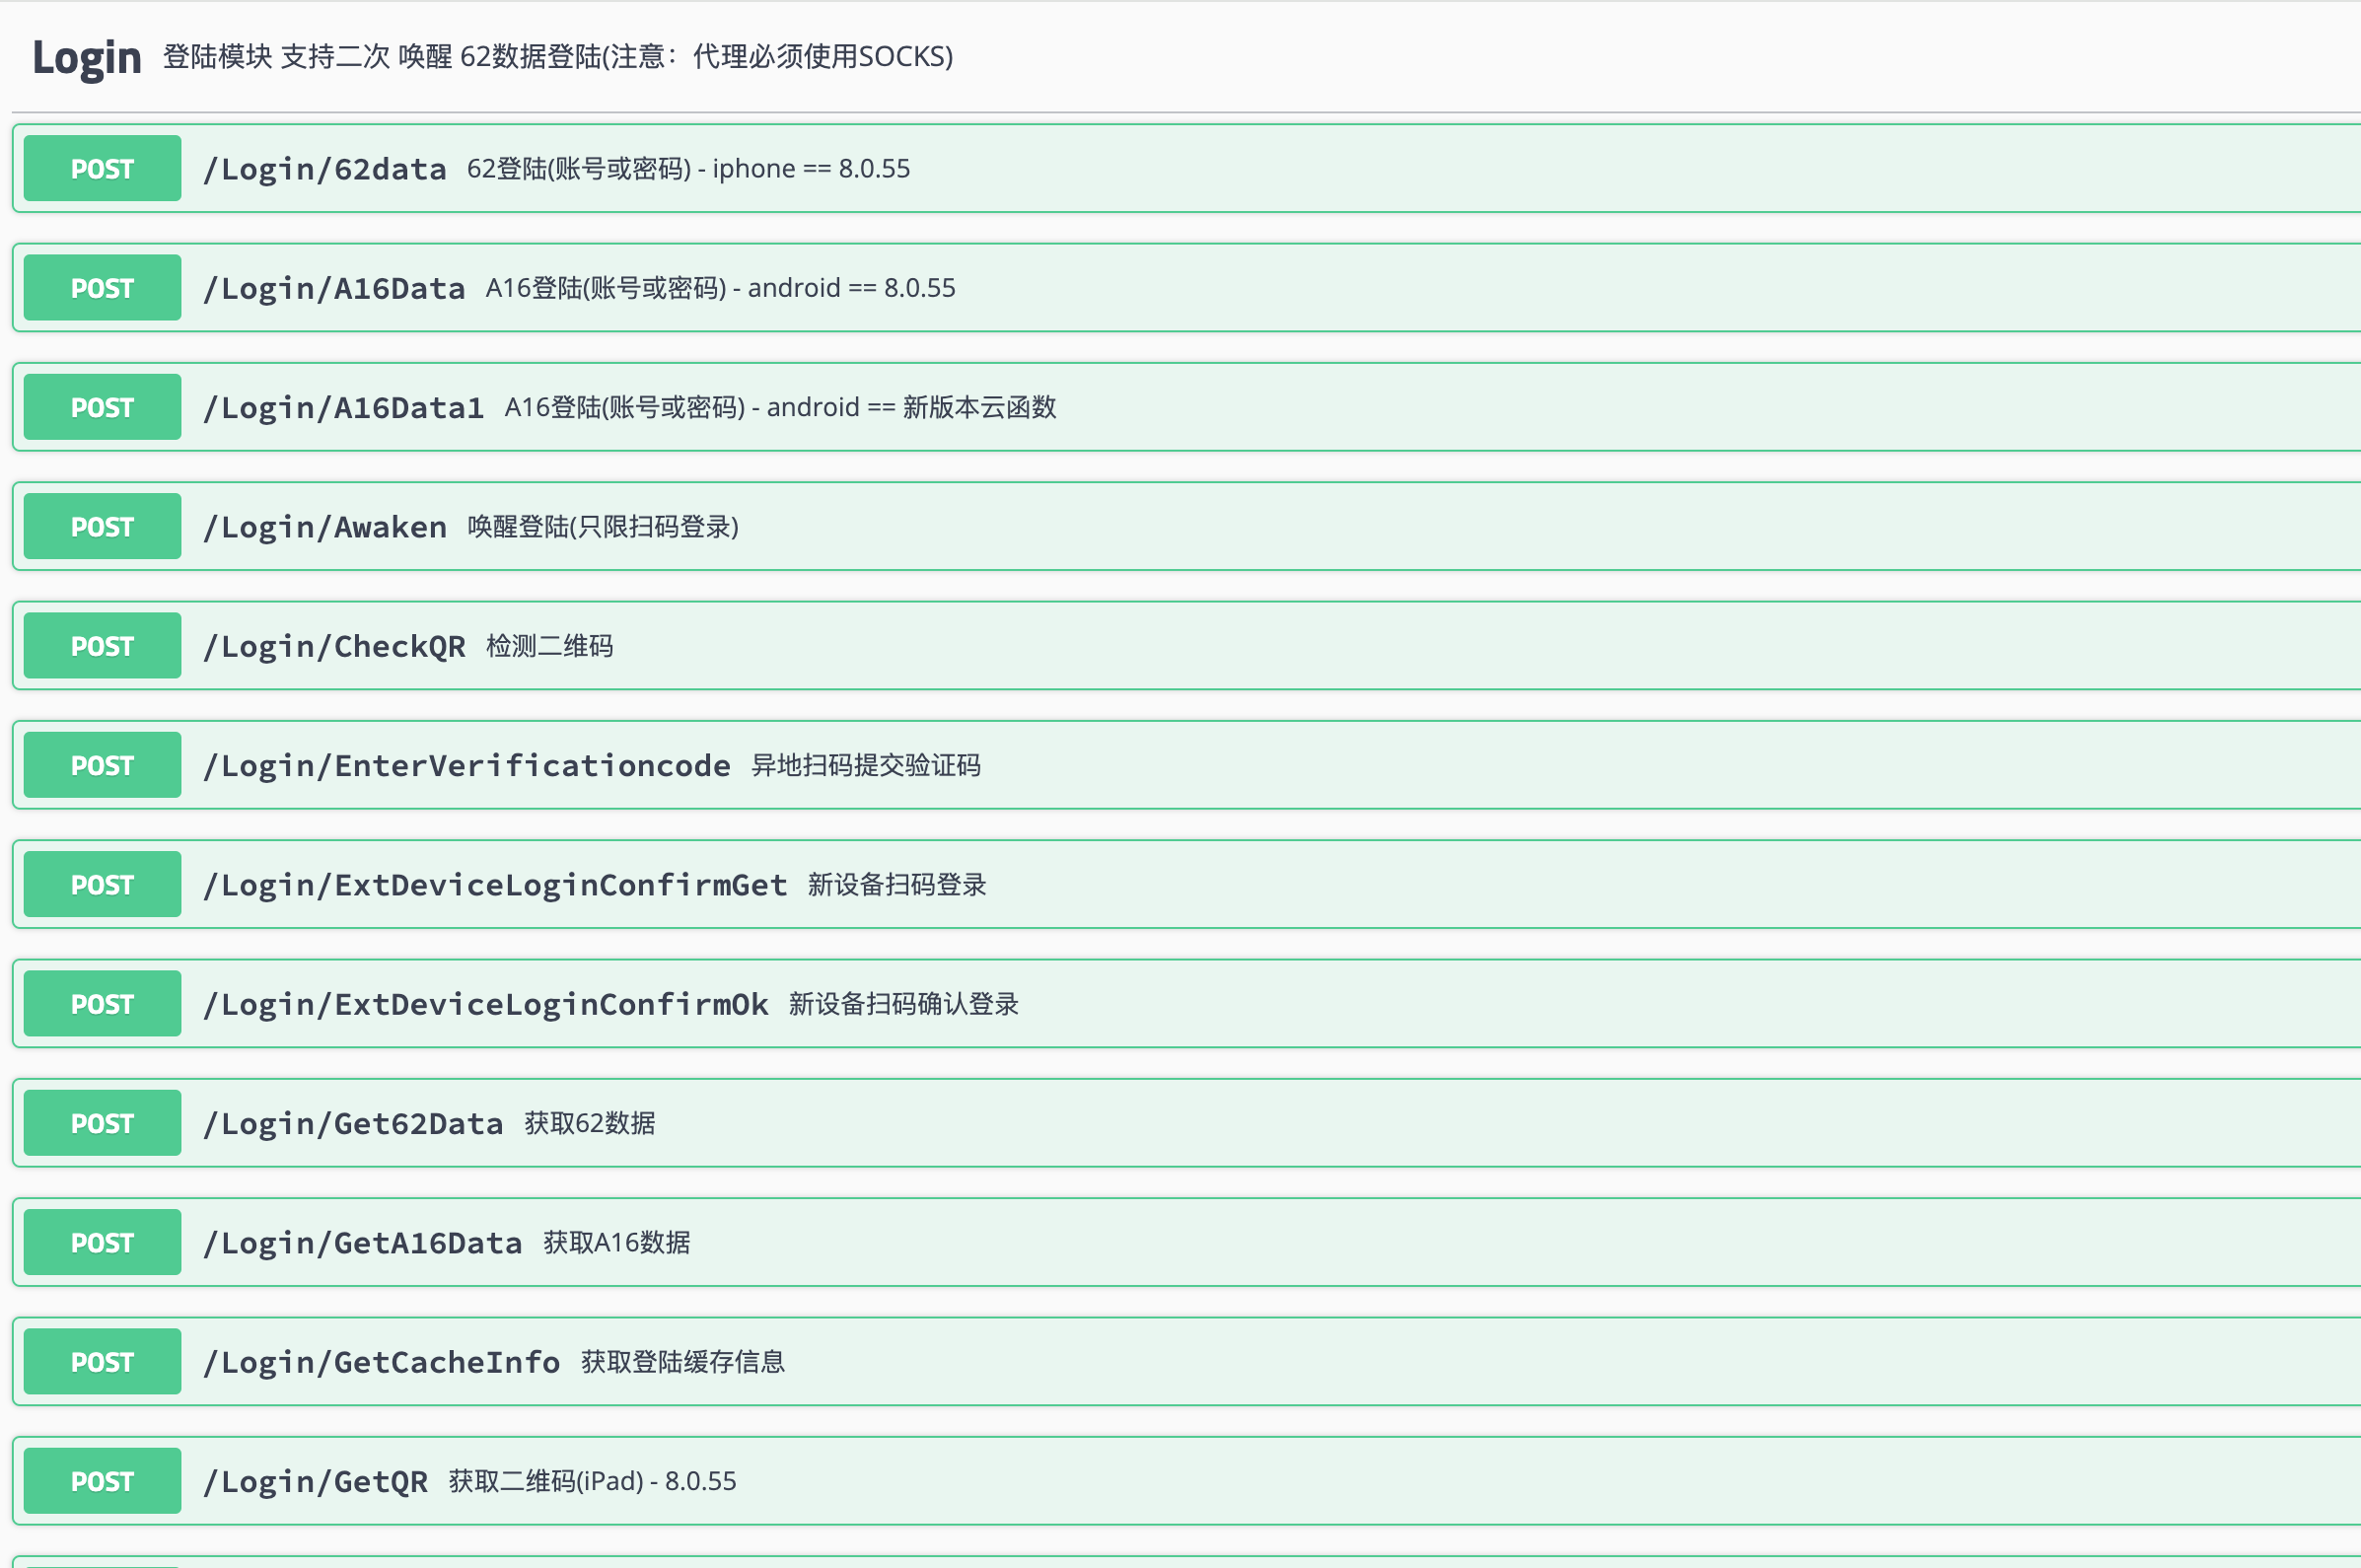 Login 登陆模块 支持二次 唤醒 62数据登陆(注意：代理必须使用SOCKS)
POST /Login/62data 62登陆(账号或密码) - iphone == 8.0.55
POST /Login/A16Data A16登陆(账号或密码) - android == 8.0.55
POST /Login/A16Data1 A16登陆(账号或密码) - android == 新版本云函数
POST /Login/Awaken 唤醒登陆(只限扫码登录)
POST /Login/CheckQR 检测二维码
POST /Login/EnterVerificationcode 异地扫码提交验证码
POST /Login/ExtDeviceLoginConfirmGet 新设备扫码登录
POST /Login/ExtDeviceLoginConfirmOk 新设备扫码确认登录
POST /Login/Get62Data 获取62数据
POST /Login/GetA16Data 获取A16数据
POST /Login/GetCacheInfo 获取登陆缓存信息
POST /Login/GetQR 获取二维码(iPad) - 8.0.55